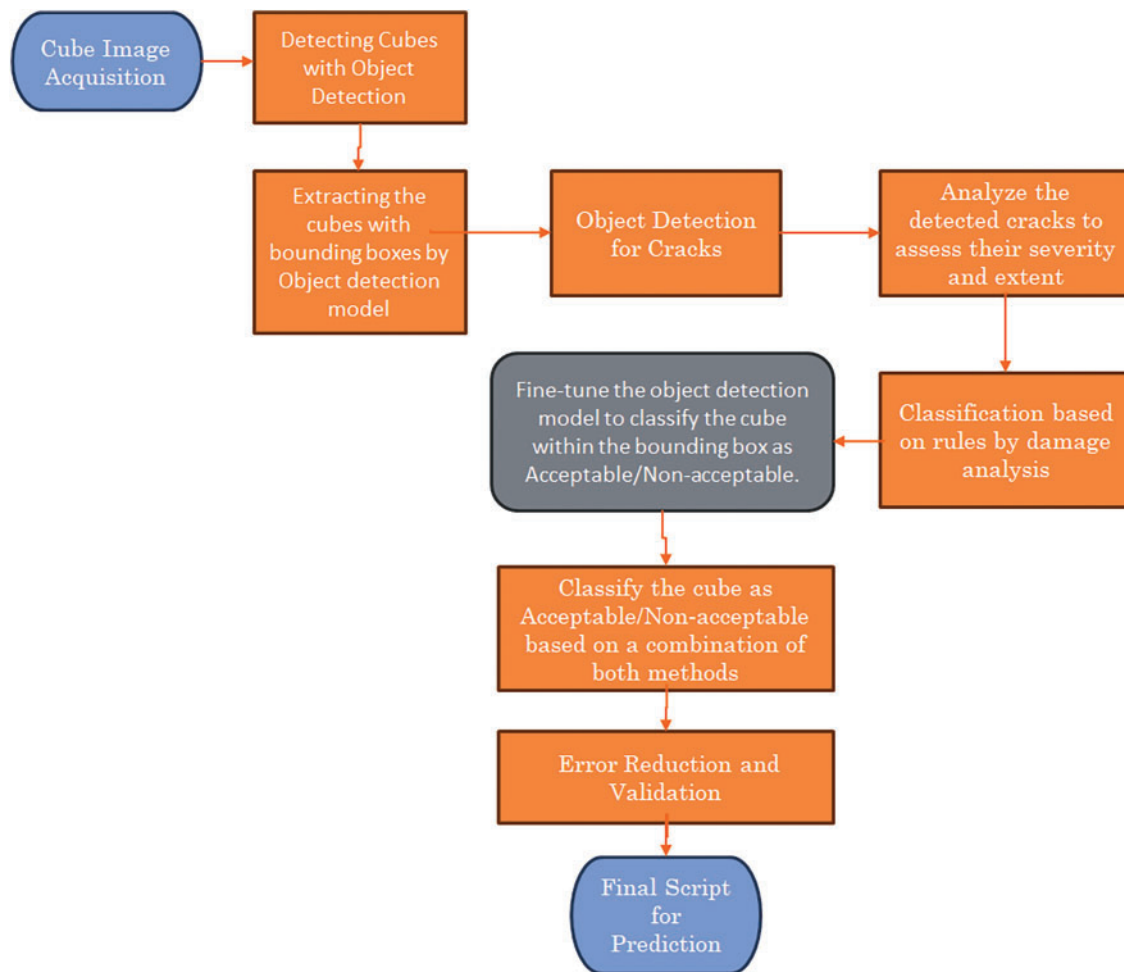 Cube Image
Acquisition
Detecting Cubes
with Object
Detection
Extracting the
cubes with
bounding boxes by
Object detection
model
Object Detection
for Cracks
Analyze the
detected cracks to
assess their severity
and extent
Classification based
on rules by damage
analysis
Fine-tune the object detection
model to classify the cube
within the bounding box as
Acceptable/Non-acceptable.
Classify the cube as
Acceptable/Non-acceptable
based on a combination of
both methods
Error Reduction and
Validation
Final Script
for
Prediction